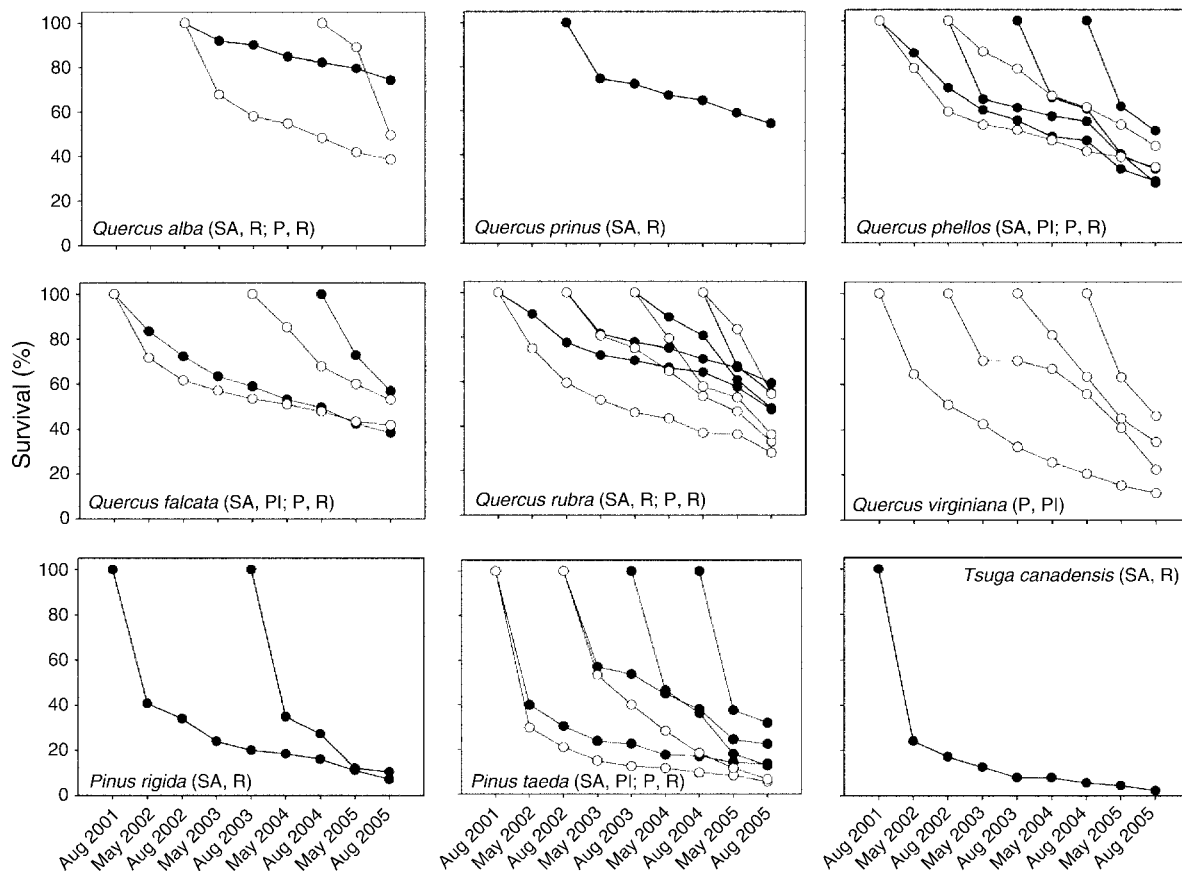 100
80
60
40
20
0
Quercus alba (SA, R; P, R)
Quercus prinus (SA, R)
Quercus phellos (SA, PI; P, R)
Survival (%)
100
80
60
40
20
0
Quercus falcata (SA, PI; P, R)
Quercus rubra (SA, R; P, R)
Quercus virginiana (P, PI)
100
80
60
40
20
0
Pinus rigida (SA, R)
Pinus taeda (SA, PI; P, R)
Tsuga canadensis (SA, R)
Aug 2001
May 2002
Aug 2002
May 2003
Aug 2003
May 2004
Aug 2004
May 2005
Aug 2005
Aug 2001
May 2002
Aug 2002
May 2003
Aug 2003
May 2004
Aug 2004
May 2005
Aug 2005
Aug 2001
May 2002
Aug 2002
May 2003
Aug 2003
May 2004
Aug 2004
May 2005
Aug 2005